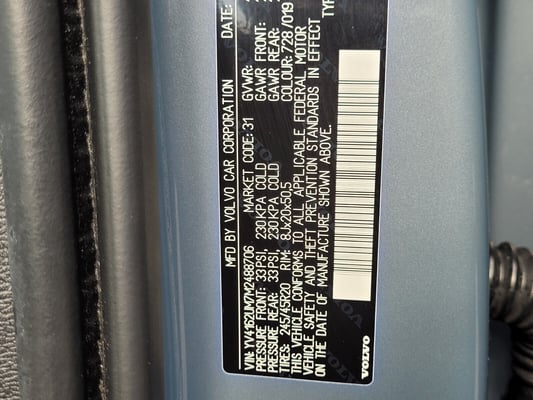 MFD BY VOLVO CAR CORPORATION DATE:
VIN: YV4162UM7M2488706 MARKET CODE: 31 GVWR:
PRESSURE FRONT: 33PSI, 230KPA COLD GAWR FRONT:
PRESSURE REAR: 33PSI, 230KPA COLD GAWR REAR:
TIRES: 245/45R20 RIM: 8Jx20x50,5 COLOUR: 728/019 TYP
THIS VEHICLE CONFORMS TO ALL APPLICABLE FEDERAL MOTOR
VEHICLE SAFETY AND THEFT PREVENTION STANDARDS IN EFFECT
ON DATE OF MANUFACTURE SHOWN ABOVE.
VOLVO